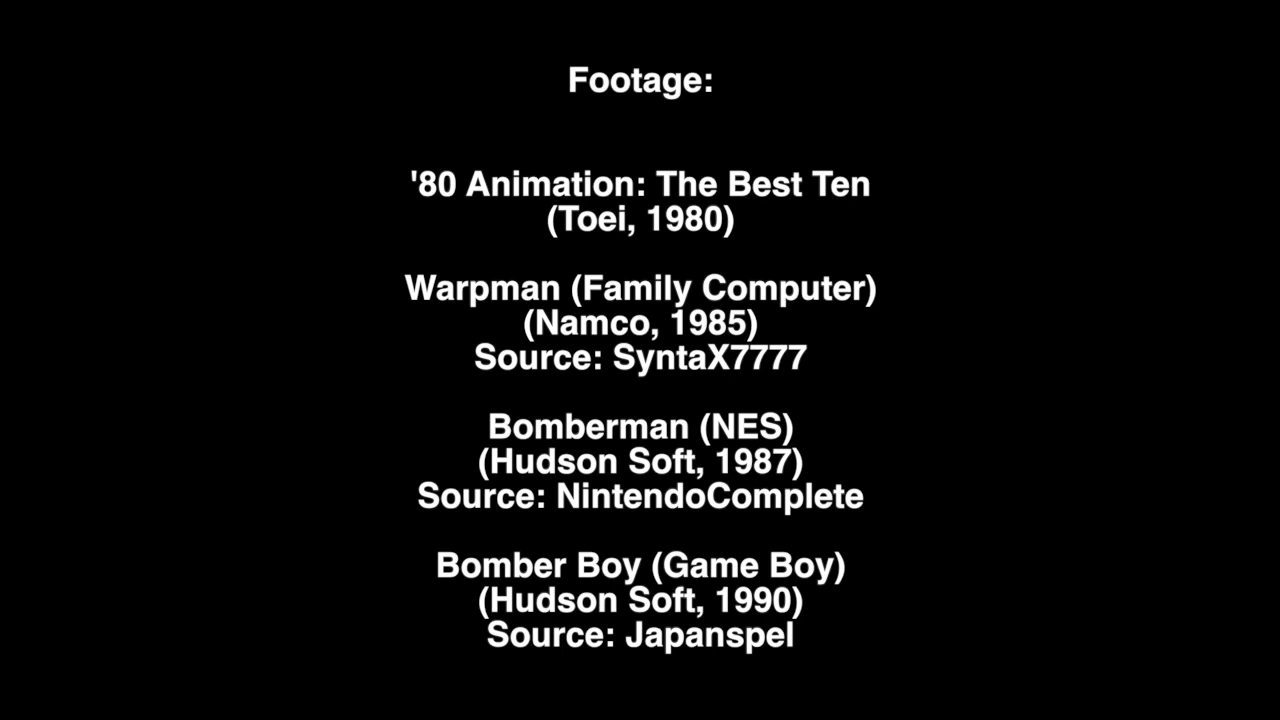 Footage:
'80 Animation: The Best Ten
(Toei, 1980)
Warpman (Family Computer)
(Namco, 1985)
Source: SyntaX7777
Bomberman (NES)
(Hudson Soft, 1987)
Source: NintendoComplete
Bomber Boy (Game Boy)
(Hudson Soft, 1990)
Source: Japanspel